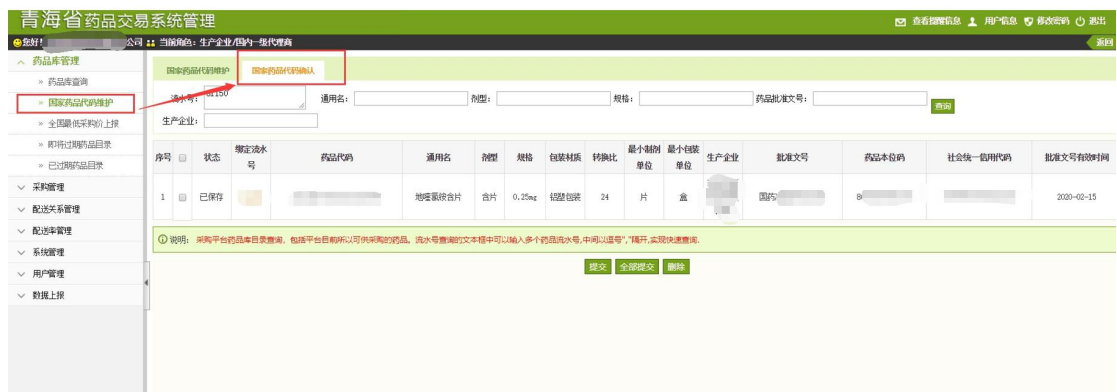 青海省药品交易系统管理
查看提醒信息 用户信息 修改密码 退出
您好! 公司 当前角色：生产企业/国内一级代理商 返回
药品库管理
» 药品库查询
» 国家药品代码维护
» 全国最低采购价上报
» 即将过期药品目录
» 已过期药品目录
采购管理
配送关系管理
配送率管理
系统管理
用户管理
数据上报
国家药品代码维护 国家药品代码确认
流水号： 通用名： 剂型： 规格： 药品批准文号： 查询
生产企业：
序号 状态 绑定流水号 药品代码 通用名 剂型 规格 包装材质 转换比 最小制剂单位 最小包装单位 生产企业 批准文号 药品本位码 社会统一信用代码 批准文号有效时间
1 已保存 地喹氯铵含片 含片 0.25mg 铝塑包装 24 片 盒 国药 8 2020-02-15
说明： 采购平台药品库目录查询，包括平台目前所以可供采购的药品。流水号查询的文本框中可以输入多个药品流水号,中间以逗号","隔开,实现快速查询.
提交 全部提交 删除